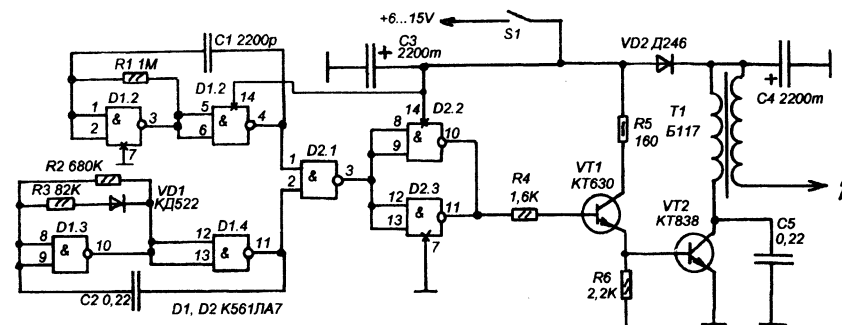 C1 2200p
+6...15V
S1
C3
2200m
+
VD2 Д246
R1 1M
D1.2
14
D1.2
1
2
&
3
7
5
6
&
4
14
D2.2
8
9
&
10
T1
Б117
+
C4 2200m
R5
160
D2.1
1
2
&
3
R2 680K
R3 82K
VD1
КД522
D2.3
12
13
&
11
7
R4
1,6K
VT1
KT630
VT2
KT838
D1.3
8
9
&
10
D1.4
12
13
&
11
C5
0,22
R6
2,2K
C2 0,22
D1, D2 К561ЛА7